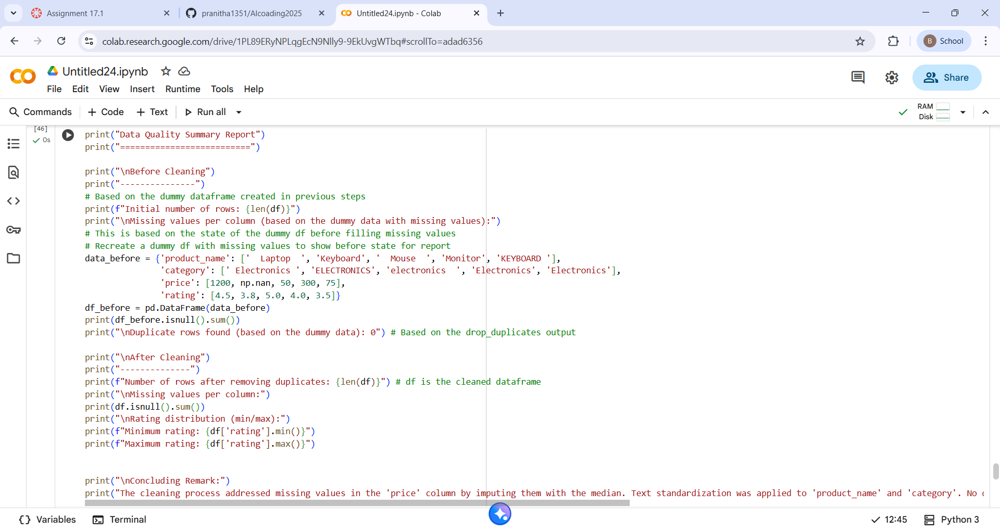 Assignment 17.1
pranitha1351/AIcoading2025
Untitled24.ipynb - Colab
colab.research.google.com/drive/1PL89ERyNPLqgEcN9Nlly9-9EkUvgWTbq#scrollTo=adad6356
B School
CO Untitled24.ipynb
File Edit View Insert Runtime Tools Help
Share
Commands + Code + Text Run all
RAM
Disk
[46]
0s
print("Data Quality Summary Report")
print("==========================")
print("\nBefore Cleaning")
print("---------------")
# Based on the dummy dataframe created in previous steps
print(f"Initial number of rows: {len(df)}")
print("\nMissing values per column (based on the dummy data with missing values):")
# This is based on the state of the dummy df before filling missing values
# Recreate a dummy df with missing values to show before state for report
data_before = {'product_name': ['  Laptop  ', 'Keyboard', '  Mouse  ', 'Monitor', 'KEYBOARD '],
'category': [' Electronics ', 'ELECTRONICS', 'electronics  ', 'Electronics', 'Electronics'],
'price': [1200, np.nan, 50, 300, 75],
'rating': [4.5, 3.8, 5.0, 4.0, 3.5]}
df_before = pd.DataFrame(data_before)
print(df_before.isnull().sum())
print("\nDuplicate rows found (based on the dummy data): 0") # Based on the drop_duplicates output
print("\nAfter Cleaning")
print("--------------")
print(f"Number of rows after removing duplicates: {len(df)}") # df is the cleaned dataframe
print("\nMissing values per column:")
print(df.isnull().sum())
print("\nRating distribution (min/max):")
print(f"Minimum rating: {df['rating'].min()}")
print(f"Maximum rating: {df['rating'].max()}")
print("\nConcluding Remark:")
print("The cleaning process addressed missing values in the 'price' column by imputing them with the median. Text standardization was applied to 'product_name' and 'category'. No
Variables Terminal
12:45 Python 3